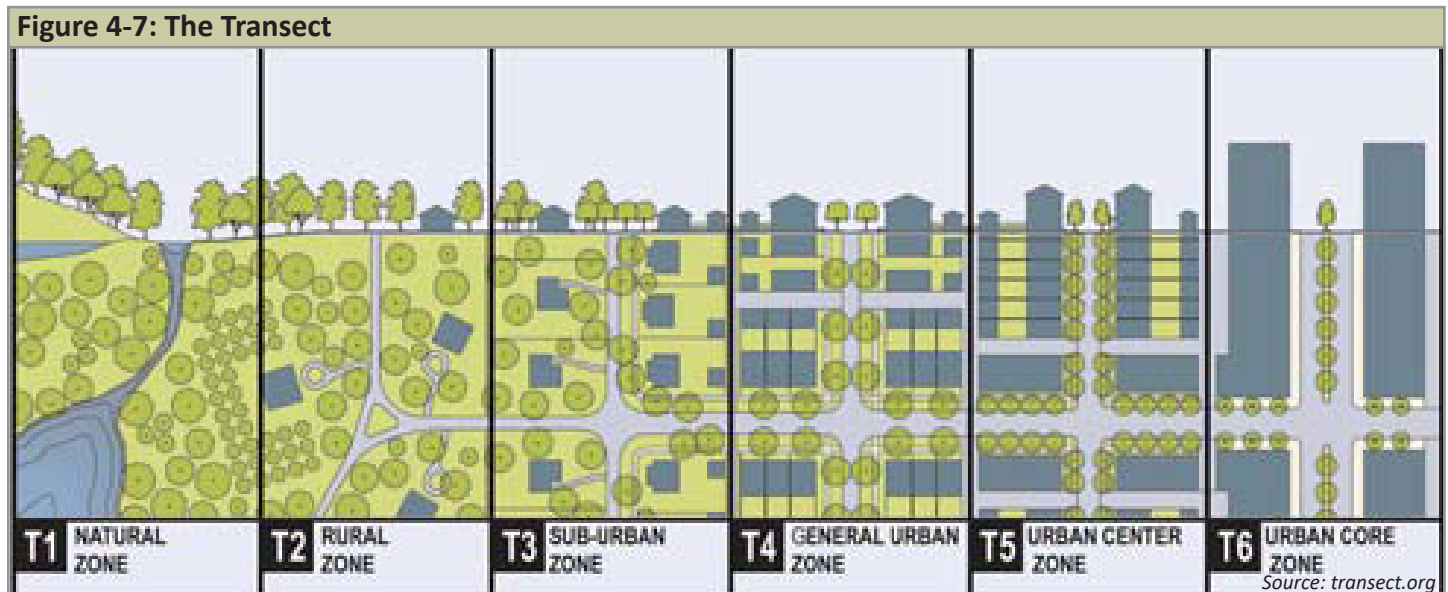 Figure 4-7: The Transect
T1 NATURAL
ZONE
T2 RURAL
ZONE
T3 SUB-URBAN
ZONE
T4 GENERAL URBAN
ZONE
T5 URBAN CENTER
ZONE
T6 URBAN CORE
ZONE
Source: transect.org